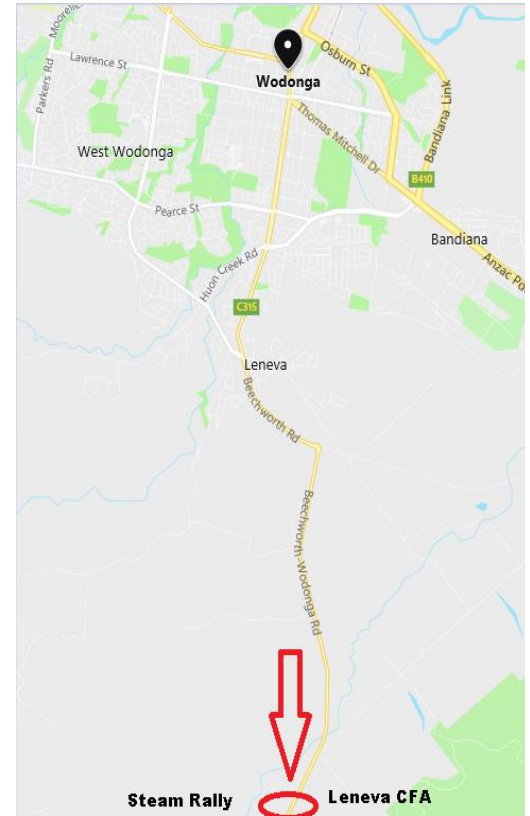 Osburn St
Moorefi
Parkers Rd
Lawrence St
Wodonga
Bandiana Link
Thomas Mitchell Dr
West Wodonga
B410
Pearce St
Bandiana
Anzac
Huon Creek Rd
C315
Leneva
Beechworth Rd
Beechworth-Wodonga Rd
Steam Rally
Leneva CFA